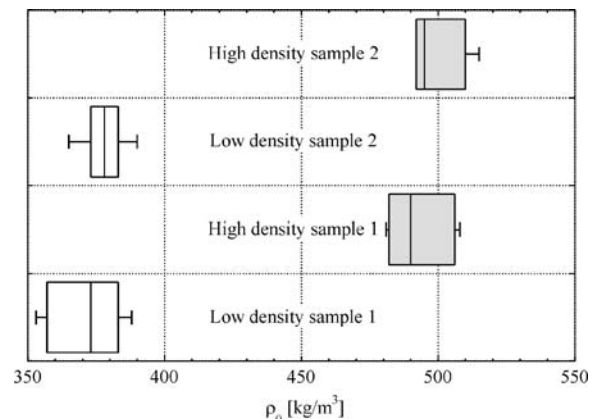 High density sample 2
Low density sample 2
High density sample 1
Low density sample 1
350 400 450 500 550
ρ₀ [kg/m³]